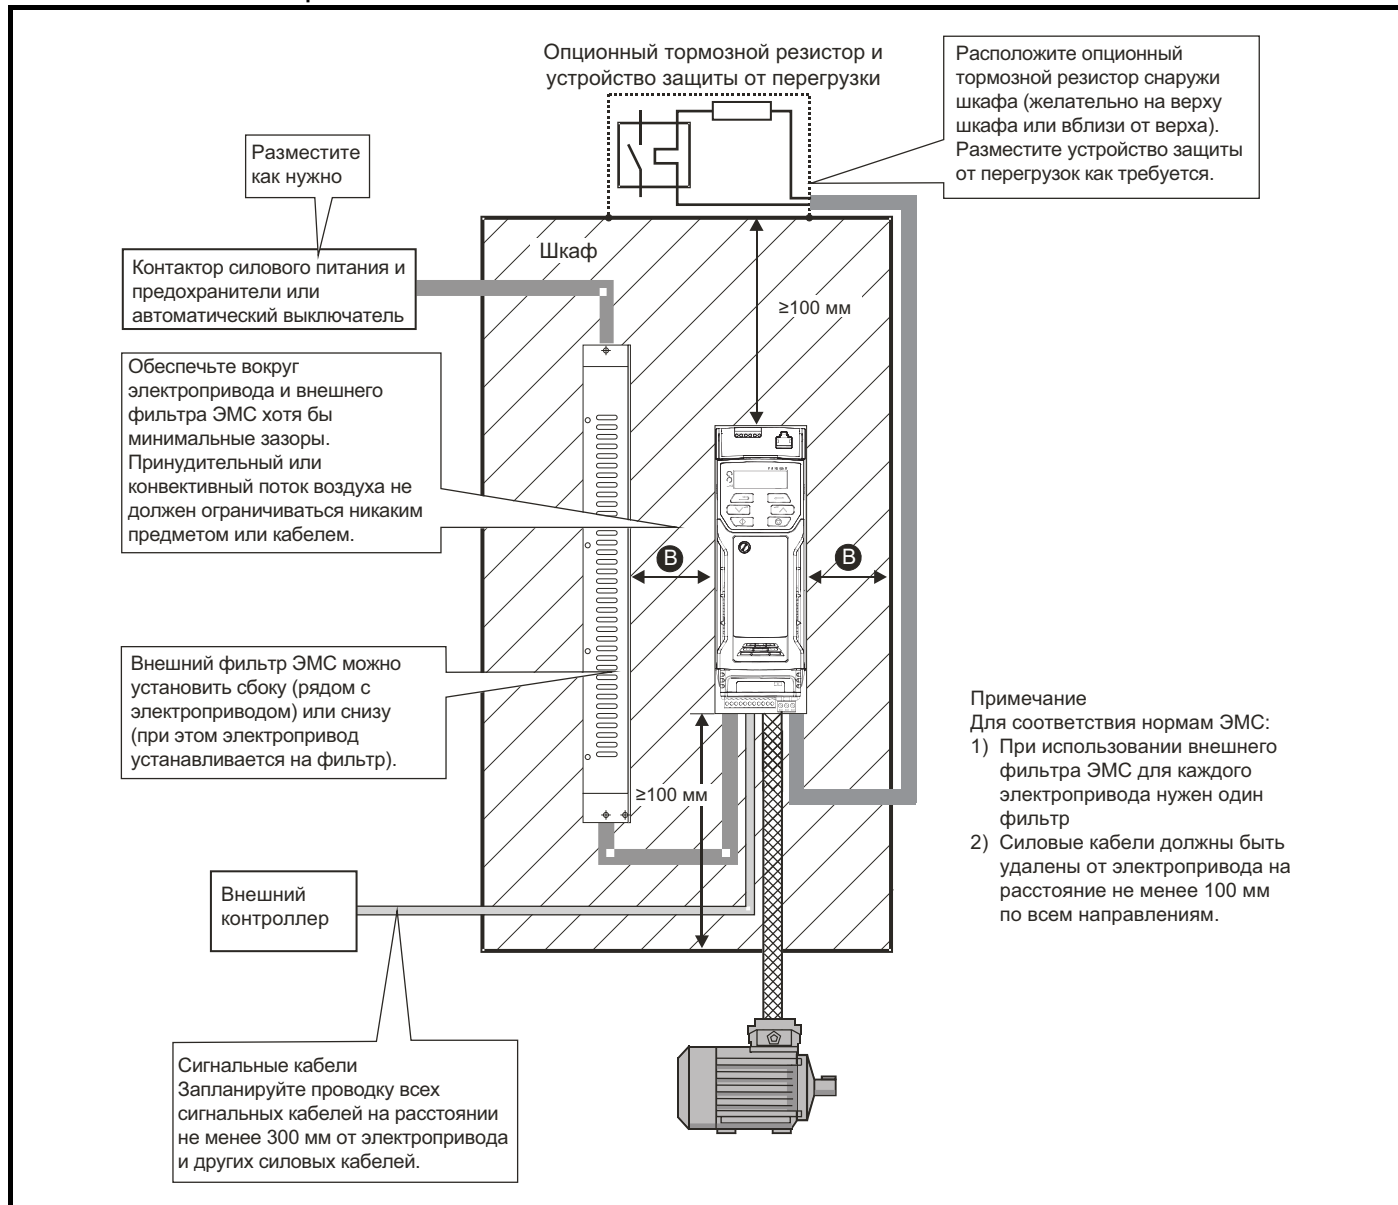 Опционный тормозной резистор и
устройство защиты от перегрузки
Расположите опционный
тормозной резистор снаружи
шкафа (желательно на верху
шкафа или вблизи от верха).
Разместите устройство защиты
от перегрузок как требуется.
Разместите
как нужно
Шкаф
Контактор силового питания и
предохранители или
автоматический выключатель
≥100 мм
Обеспечьте вокруг
электропривода и внешнего
фильтра ЭМС хотя бы
минимальные зазоры.
Принудительный или
конвективный поток воздуха не
должен ограничиваться никаким
предметом или кабелем.
B
B
Внешний фильтр ЭМС можно
установить сбоку (рядом с
электроприводом) или снизу
(при этом электропривод
устанавливается на фильтр).
≥100 мм
Примечание
Для соответствия нормам ЭМС:
1) При использовании внешнего
фильтра ЭМС для каждого
электропривода нужен один
фильтр
2) Силовые кабели должны быть
удалены от электропривода на
расстояние не менее 100 мм
по всем направлениям.
Внешний
контроллер
Сигнальные кабели
Запланируйте проводку всех
сигнальных кабелей на расстоянии
не менее 300 мм от электропривода
и других силовых кабелей.